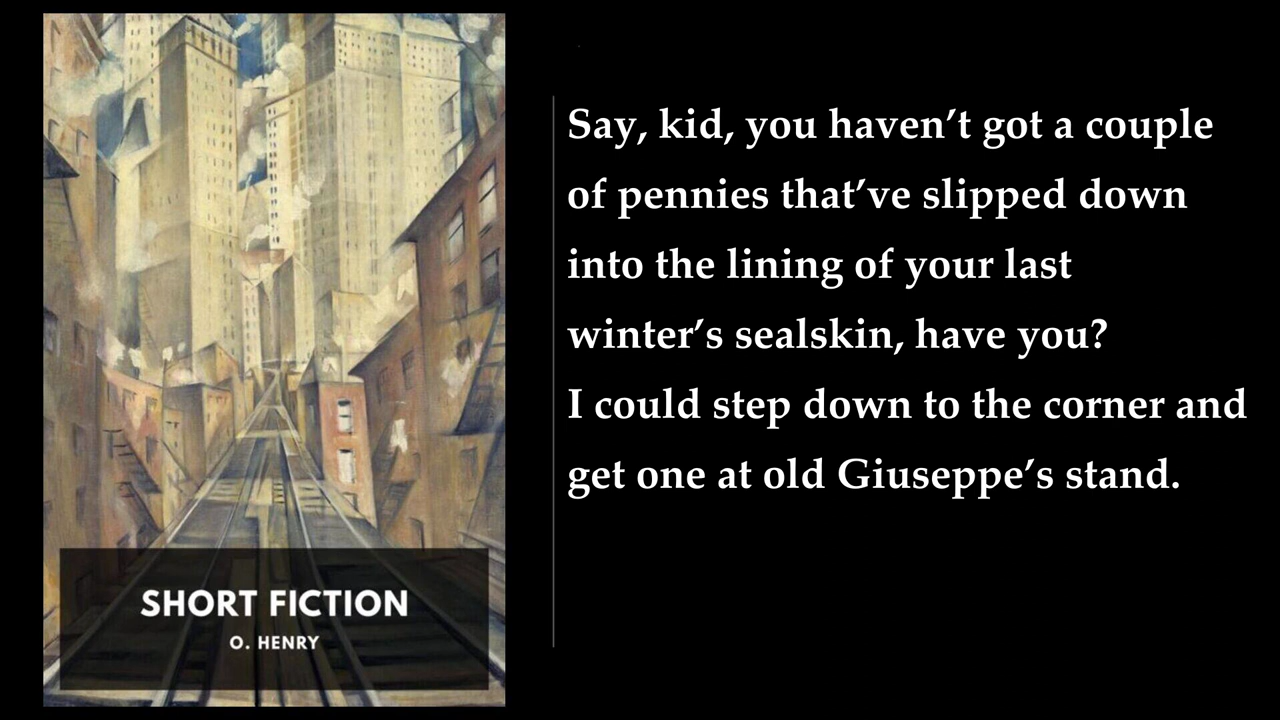 Say, kid, you haven’t got a couple
of pennies that’ve slipped down
into the lining of your last
winter’s sealskin, have you?
I could step down to the corner and
get one at old Giuseppe’s stand.
SHORT FICTION
O. HENRY